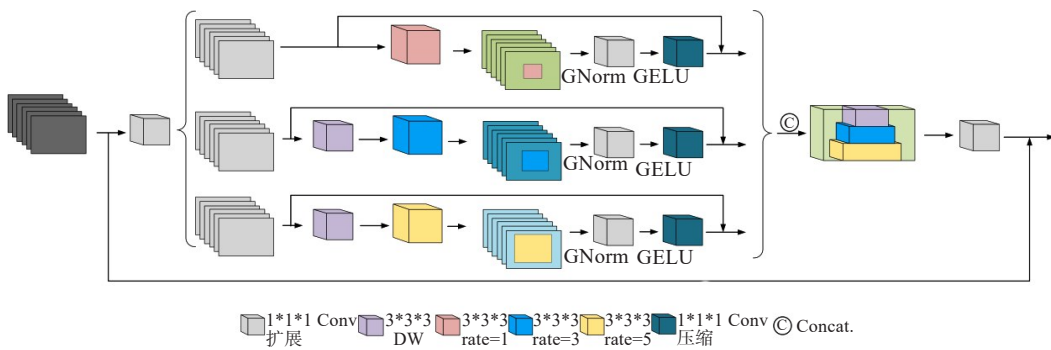 GNorm GELU
GNorm
GELU
GNorm GELU
©
1*1*1 Conv
扩展
3*3*3
DW
3*3*3
rate=1
3*3*3
rate=3
3*3*3
rate=5
1*1*1 Conv
压缩
© Concat.